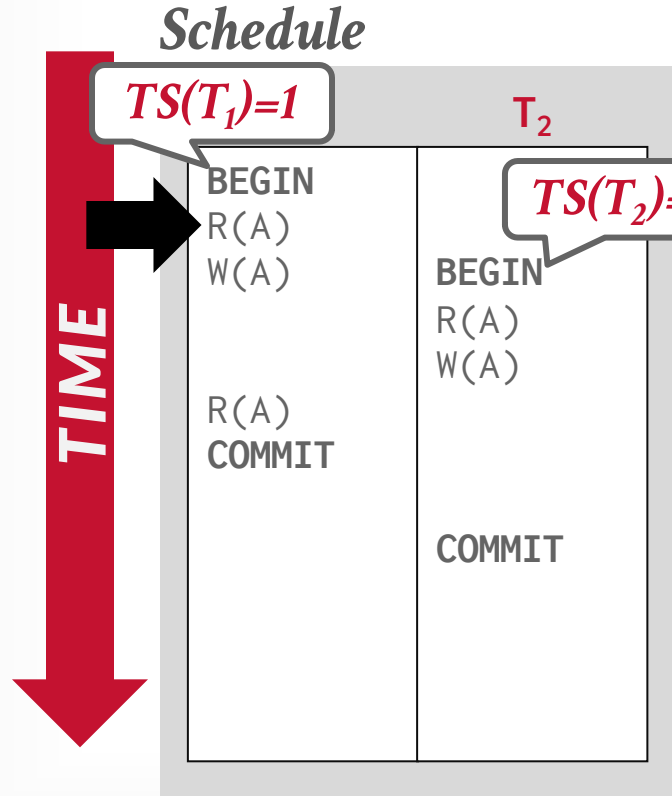 Schedule
TS(T₁)=1
T₂
BEGIN
TS(T₂)=
R(A)
W(A)
BEGIN
R(A)
W(A)
R(A)
COMMIT
COMMIT
TIME